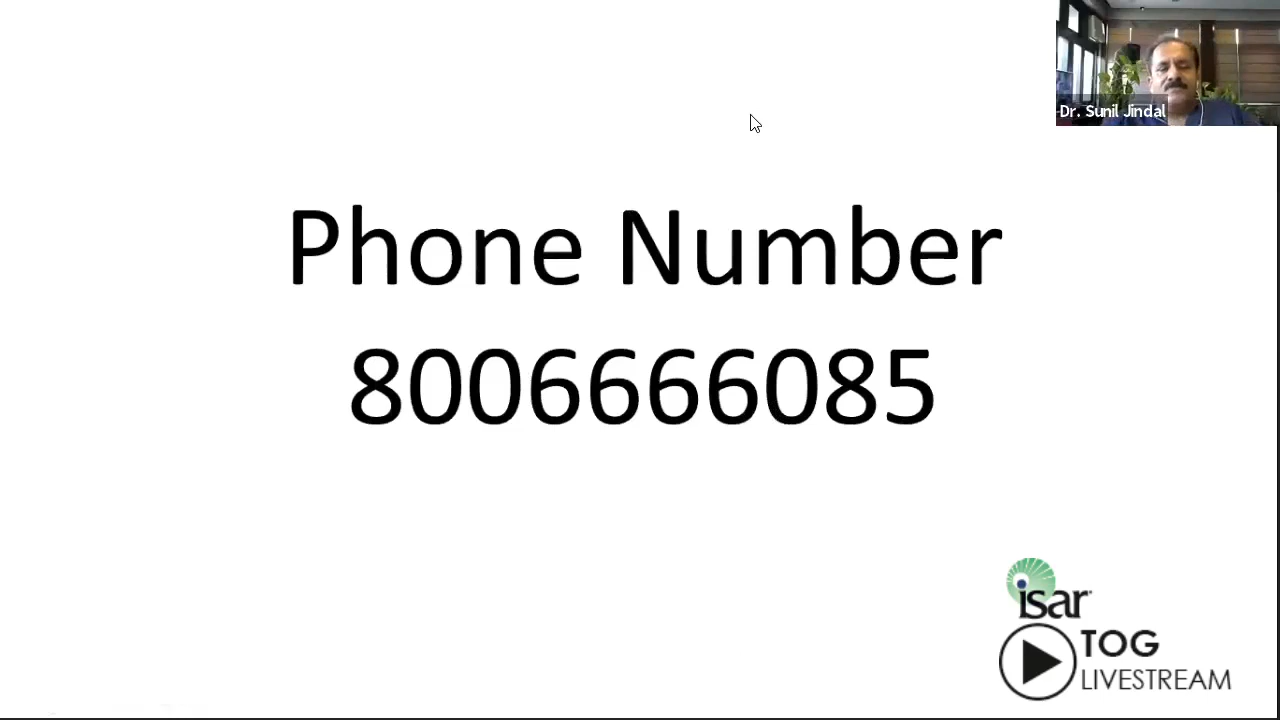 Dr. Sunil Jindal
Phone Number
8006666085
isar
TOG
LIVESTREAM